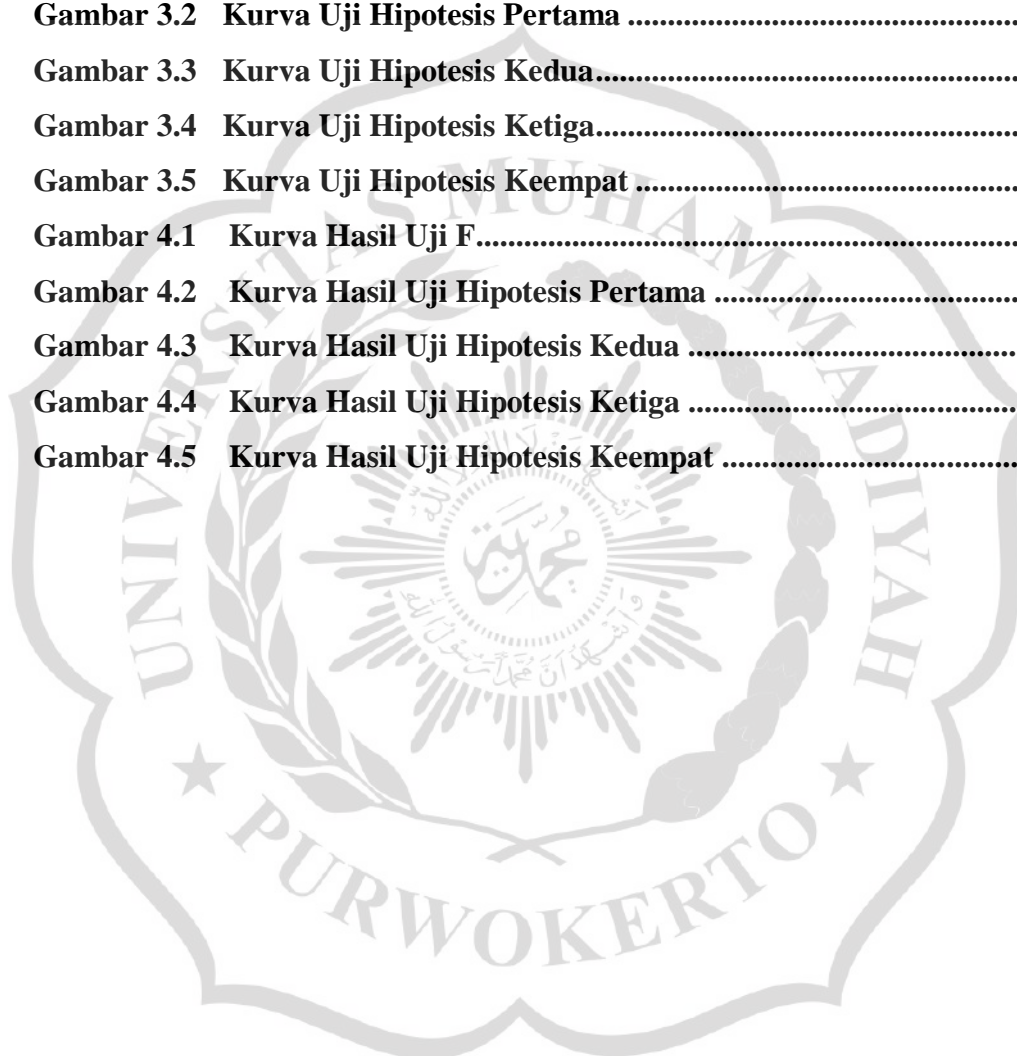 Gambar 3.2 Kurva Uji Hipotesis Pertama ................................................
Gambar 3.3 Kurva Uji Hipotesis Kedua....................................................
Gambar 3.4 Kurva Uji Hipotesis Ketiga....................................................
Gambar 3.5 Kurva Uji Hipotesis Keempat ...............................................
Gambar 4.1 Kurva Hasil Uji F...................................................................
Gambar 4.2 Kurva Hasil Uji Hipotesis Pertama .....................................
Gambar 4.3 Kurva Hasil Uji Hipotesis Kedua ........................................
Gambar 4.4 Kurva Hasil Uji Hipotesis Ketiga ........................................
Gambar 4.5 Kurva Hasil Uji Hipotesis Keempat ....................................
UNIVERSITAS MUHAMMADIYAH
PURWOKERTO